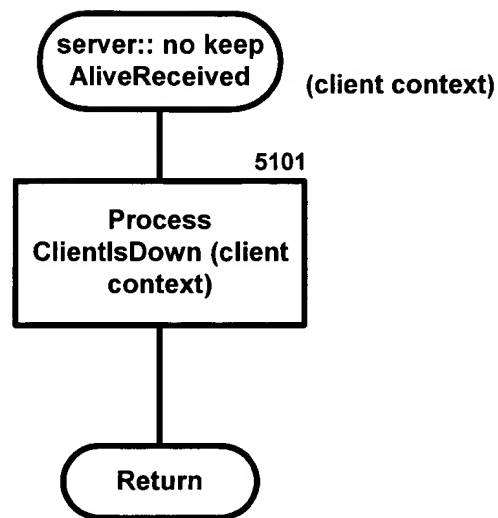 server:: no keep
AliveReceived
(client context)
5101
Process
ClientIsDown (client
context)
Return